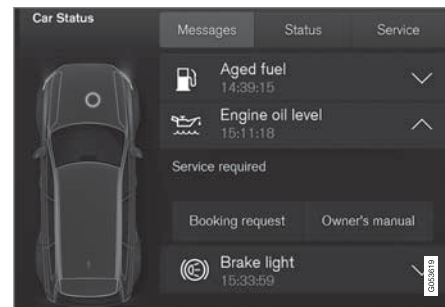 Car Status
Messages Status Service
Aged fuel
14:39:15
Engine oil level
15:11:18
Service required
Booking request Owner's manual
Brake light
15:33:59
G053619